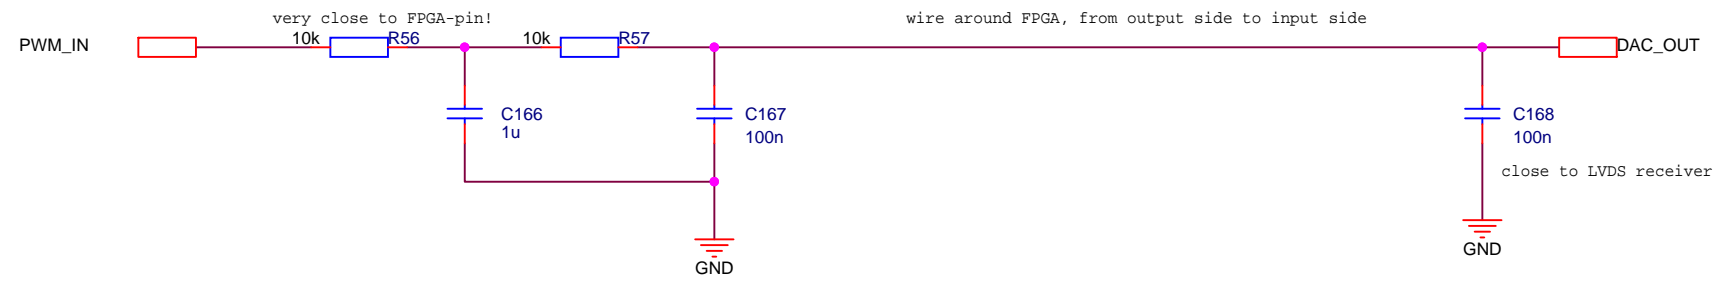 very close to FPGA-pin!
wire around FPGA, from output side to input side
PWM_IN
10k
R56
10k
R57
DAC_OUT
C166
1u
C167
100n
C168
100n
close to LVDS receiver
GND
GND